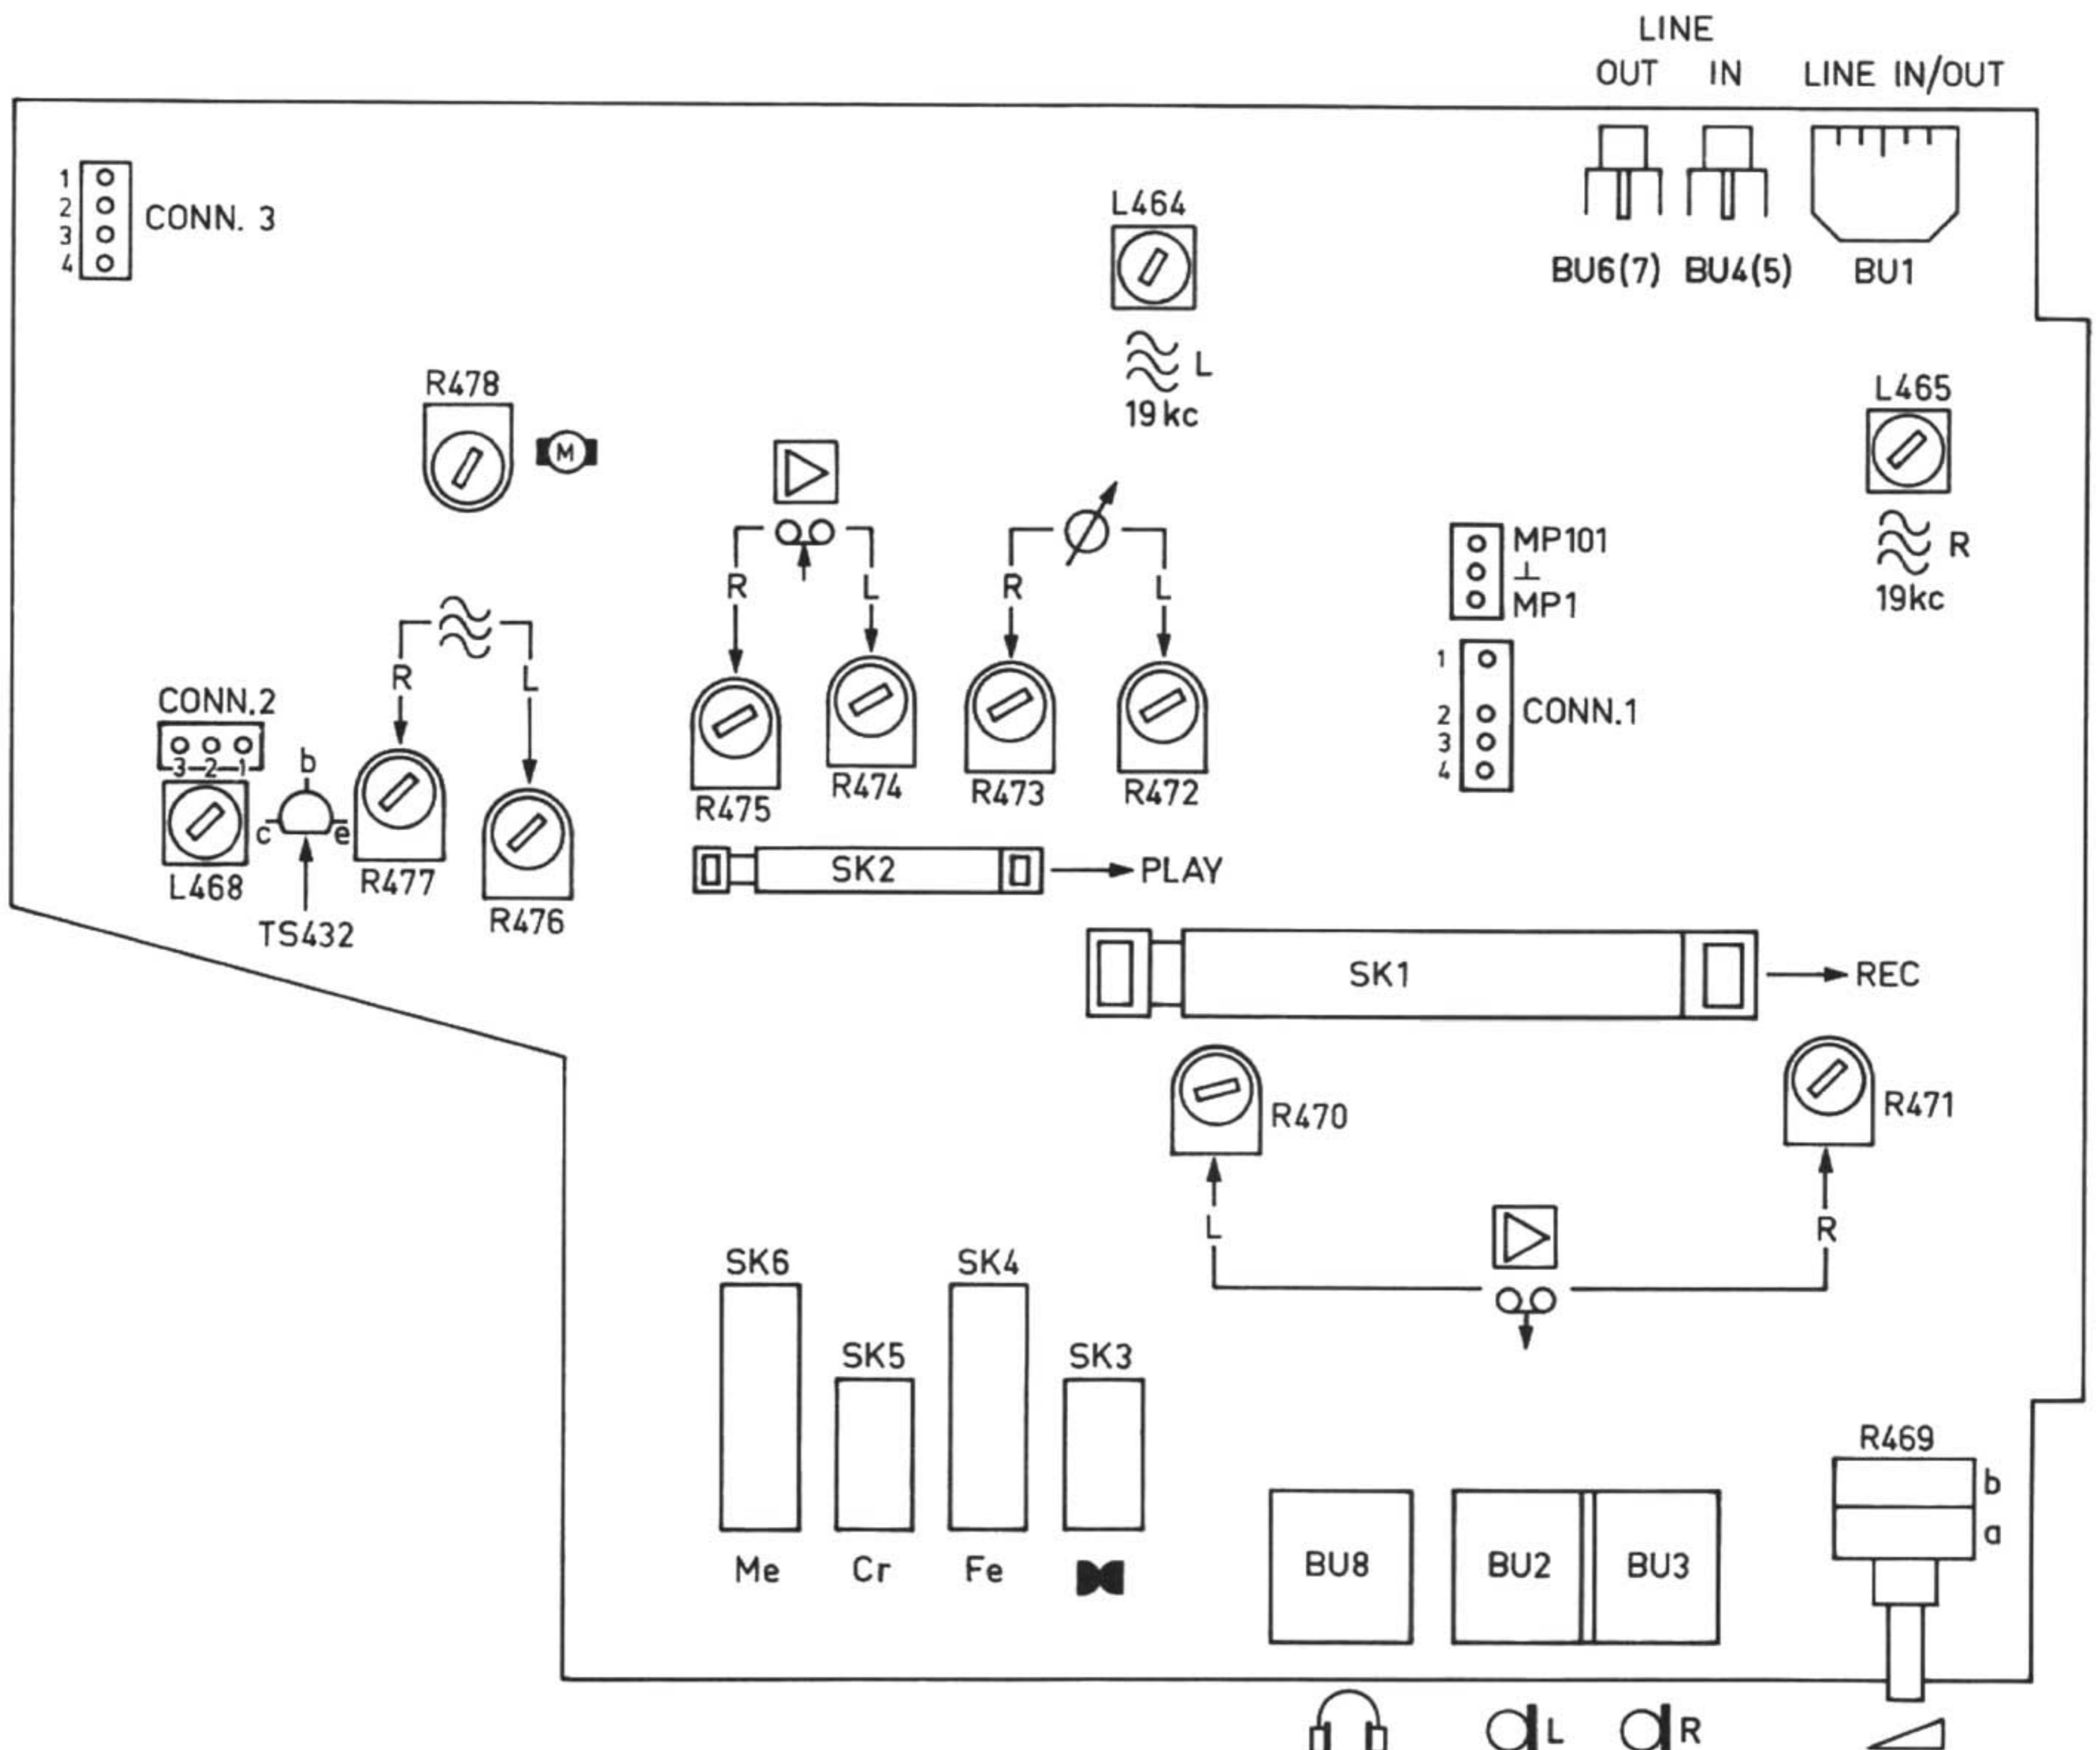 LINE
OUT IN LINE IN/OUT
1
2
3
4
CONN. 3
L464
BU6(7) BU4(5) BU1
L
19kc
R478
M
L465
R
19kc
R L
R L
MP101
MP1
R L
1
2
3
4
CONN.1
CONN.2
3 2 1
b
c e
L468
TS432
R477
R476
R475
R474
R473
R472
SK2 PLAY
SK1 REC
R470
R471
L R
SK6 SK4
SK5 SK3
Me Cr Fe
R469
b
a
BU8 BU2 BU3
L R